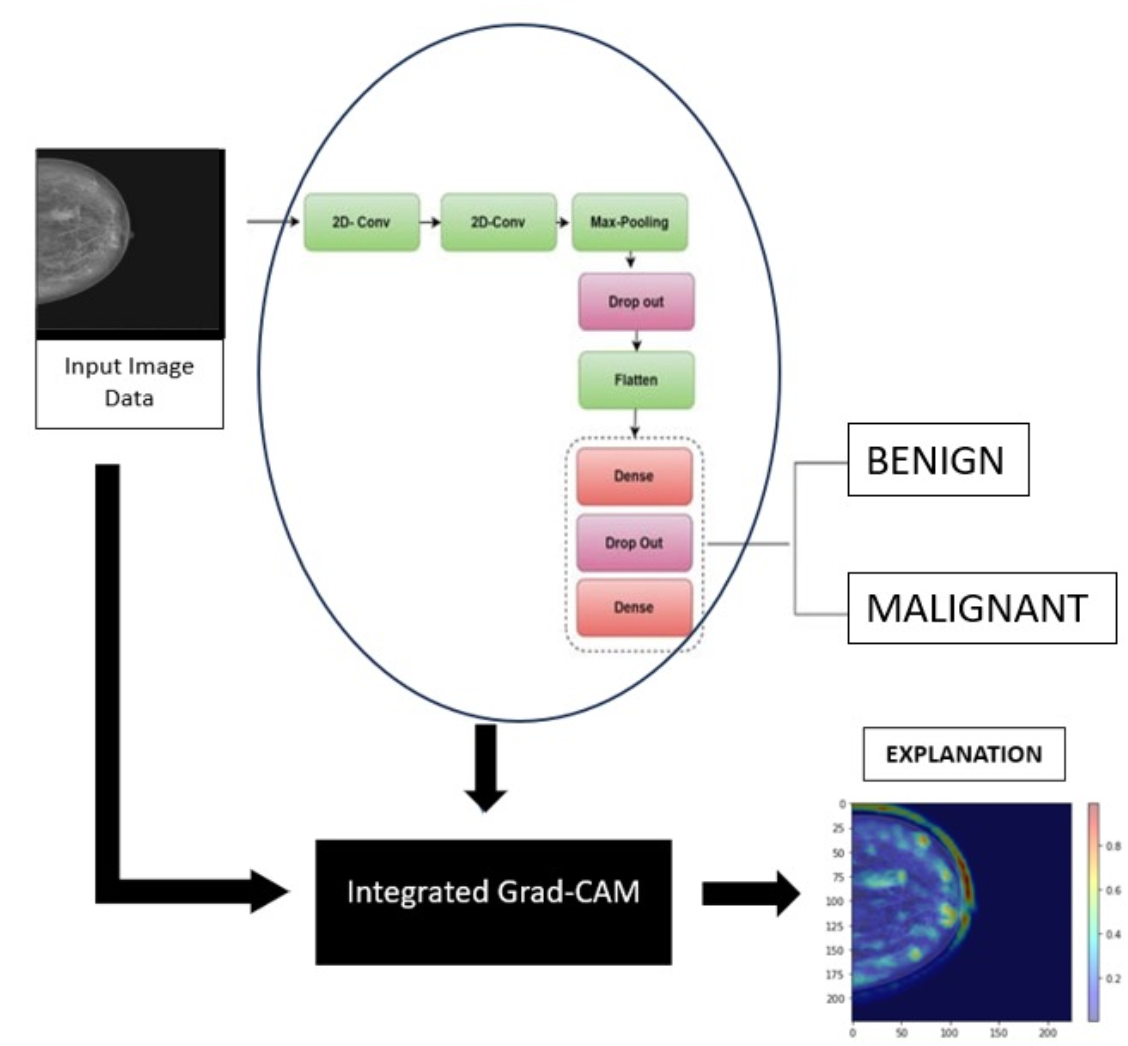 Input Image
Data
2D- Conv
2D-Conv
Max-Pooling
Drop out
Flatten
Dense
Drop Out
Dense
BENIGN
MALIGNANT
Integrated Grad-CAM
EXPLANATION
0
25
50
75
100
125
150
175
200
0
50
100
150
200
0.8
0.6
0.4
0.2